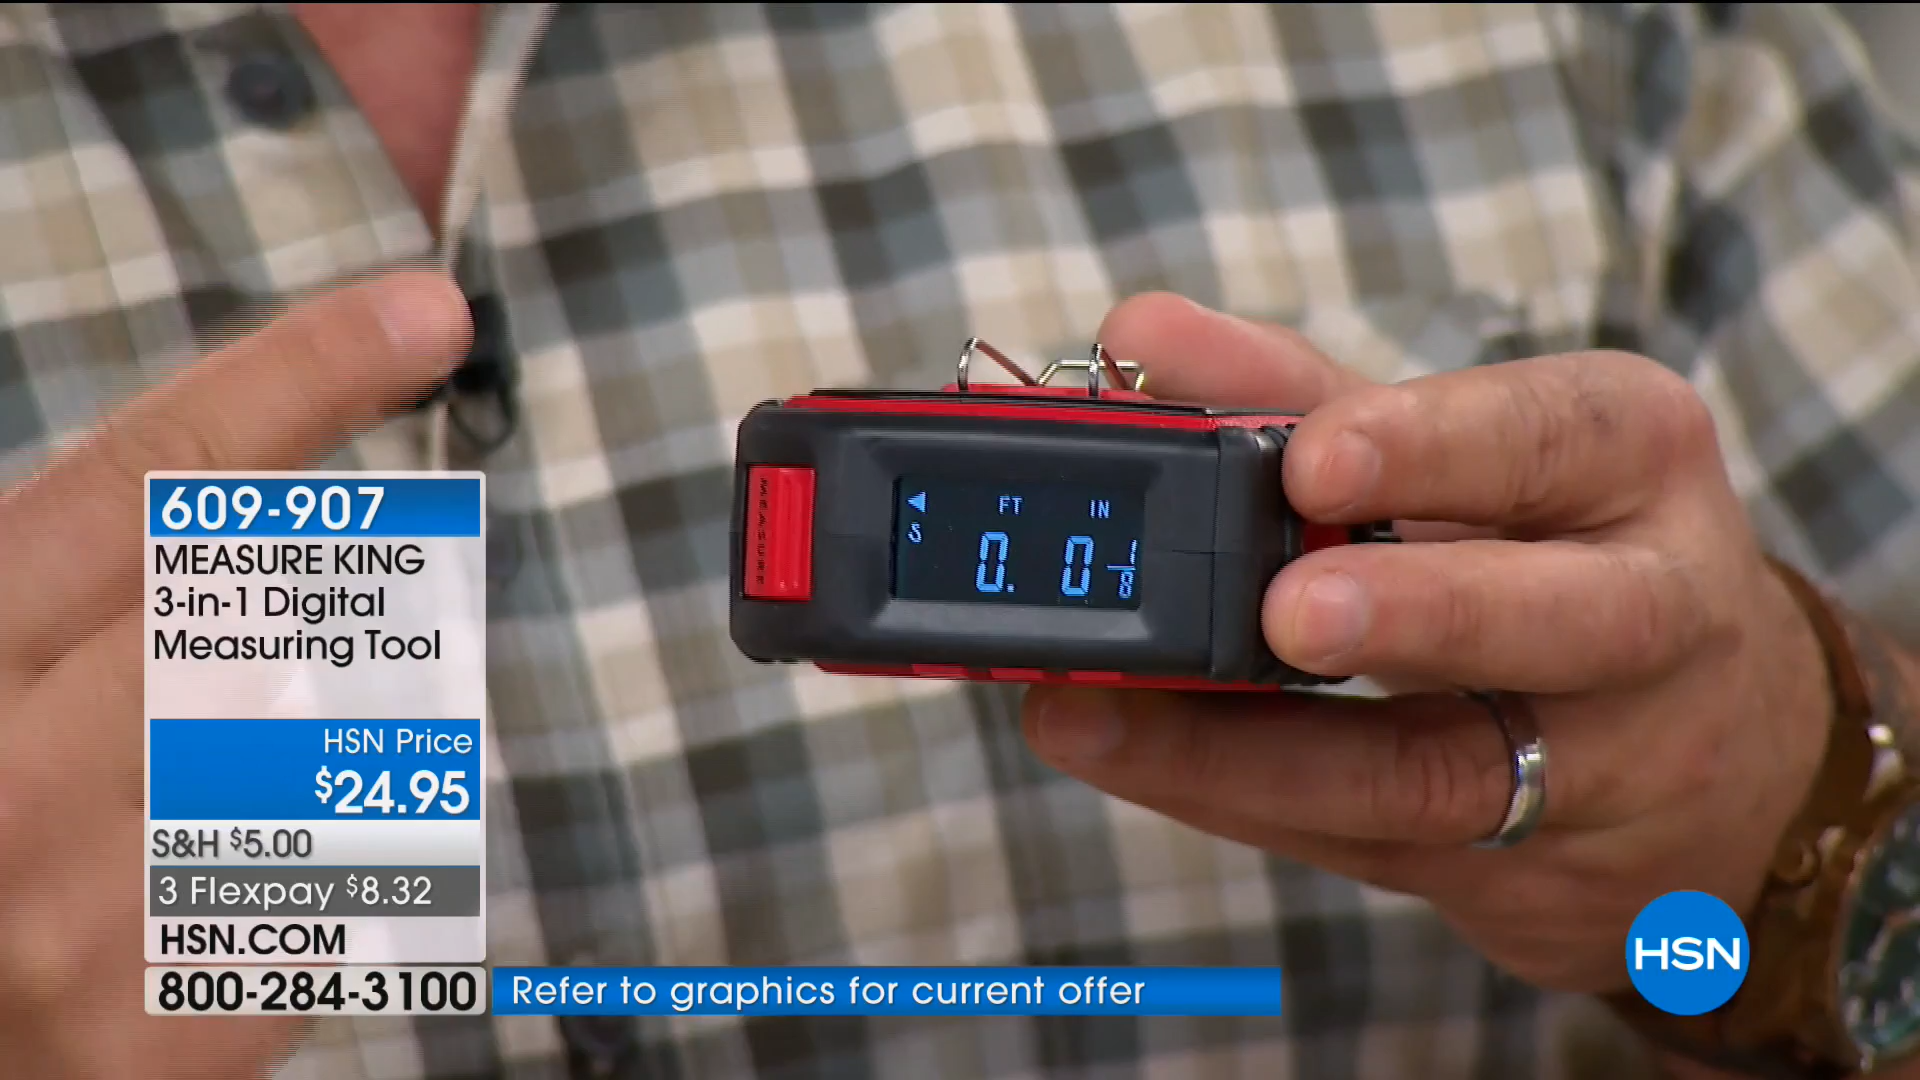 609-907
MEASURE KING
3-in-1 Digital
Measuring Tool
HSN Price
$24.95
S&H $5.00
3 Flexpay $8.32
HSN.COM
800-284-3100
Refer to graphics for current offer
FT IN
S
0. 0 1/8
HSN